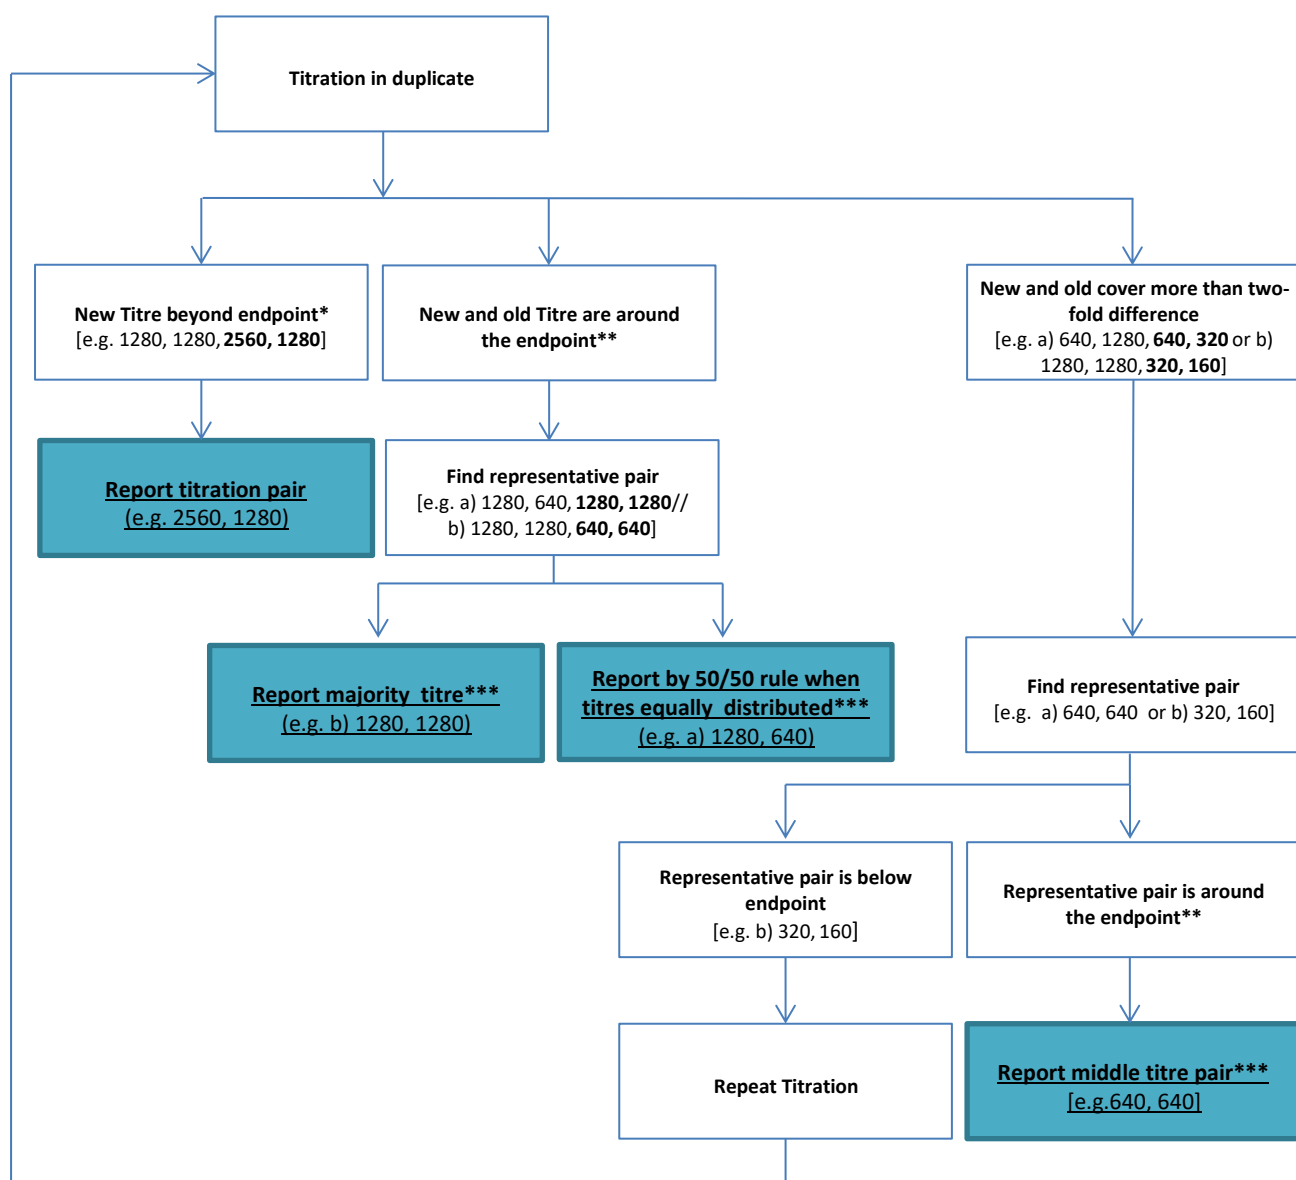 Titration in duplicate
New Titre beyond endpoint*
[e.g. 1280, 1280, 2560, 1280]
New and old Titre are around
the endpoint**
New and old cover more than two-
fold difference
[e.g. a) 640, 1280, 640, 320 or b)
1280, 1280, 320, 160]
Report titration pair
(e.g. 2560, 1280)
Find representative pair
[e.g. a) 1280, 640, 1280, 1280//
b) 1280, 1280, 640, 640]
Report majority titre***
(e.g. b) 1280, 1280)
Report by 50/50 rule when
titres equally distributed***
(e.g. a) 1280, 640)
Find representative pair
[e.g. a) 640, 640 or b) 320, 160]
Representative pair is below
endpoint
[e.g. b) 320, 160]
Representative pair is around
the endpoint**
Repeat Titration
Report middle titre pair***
[e.g.640, 640]